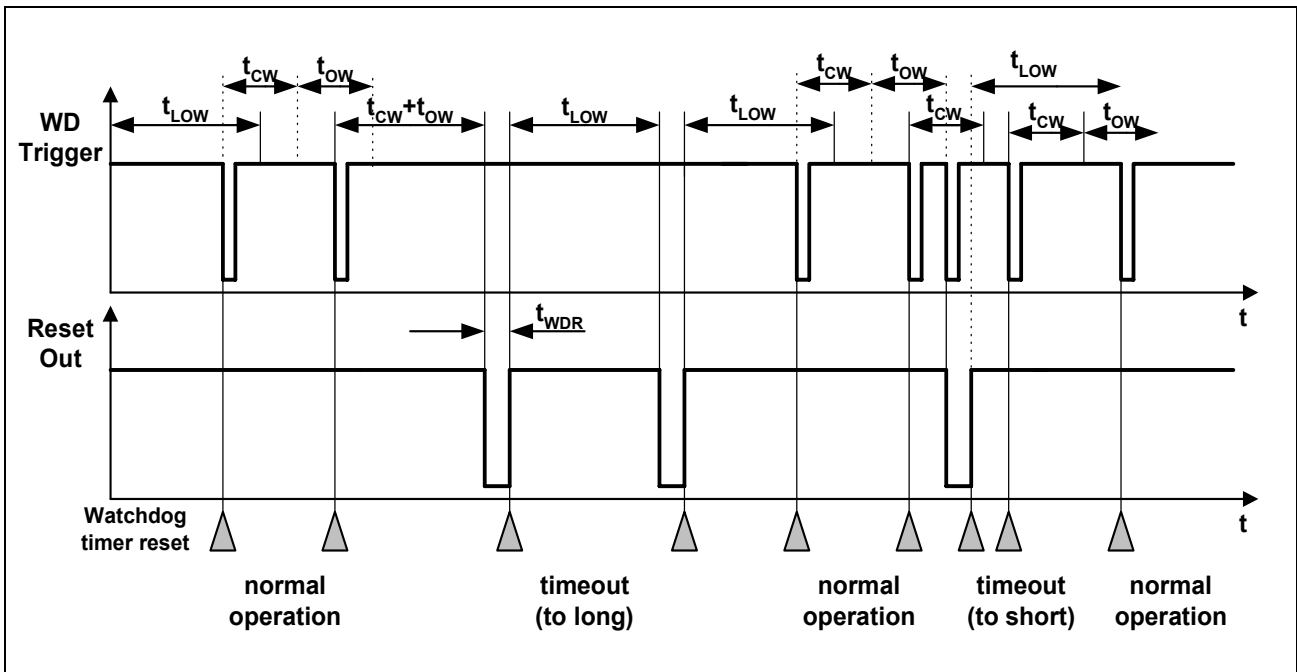 tCW tOW tCW tOW tLOW
WD
Trigger
tLOW tCW+tOW tLOW tLOW tCW tCW tOW
t
Reset
Out
tWDR
t
Watchdog
timer reset
normal
operation
timeout
(to long)
normal
operation
timeout
(to short)
normal
operation